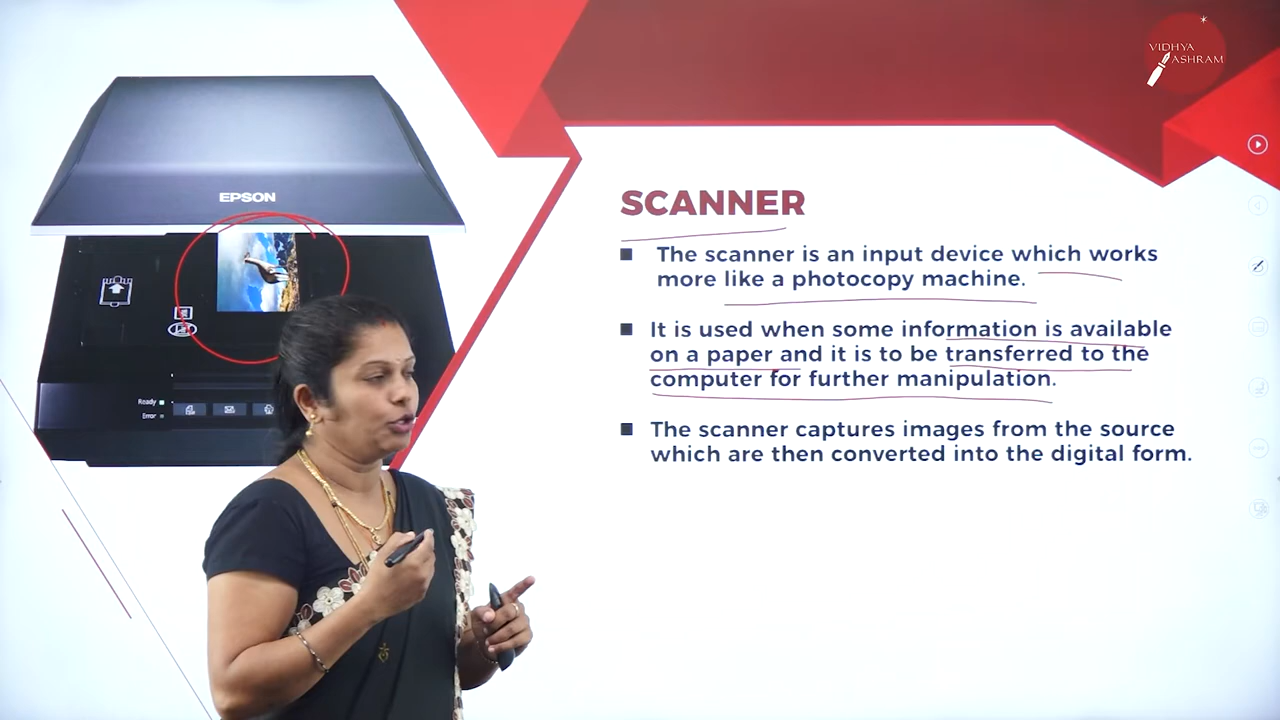 VIDHYA
ASHRAM
EPSON
SCANNER
The scanner is an input device which works
more like a photocopy machine.
It is used when some information is available
on a paper and it is to be transferred to the
computer for further manipulation.
The scanner captures images from the source
which are then converted into the digital form.
Ready
Error